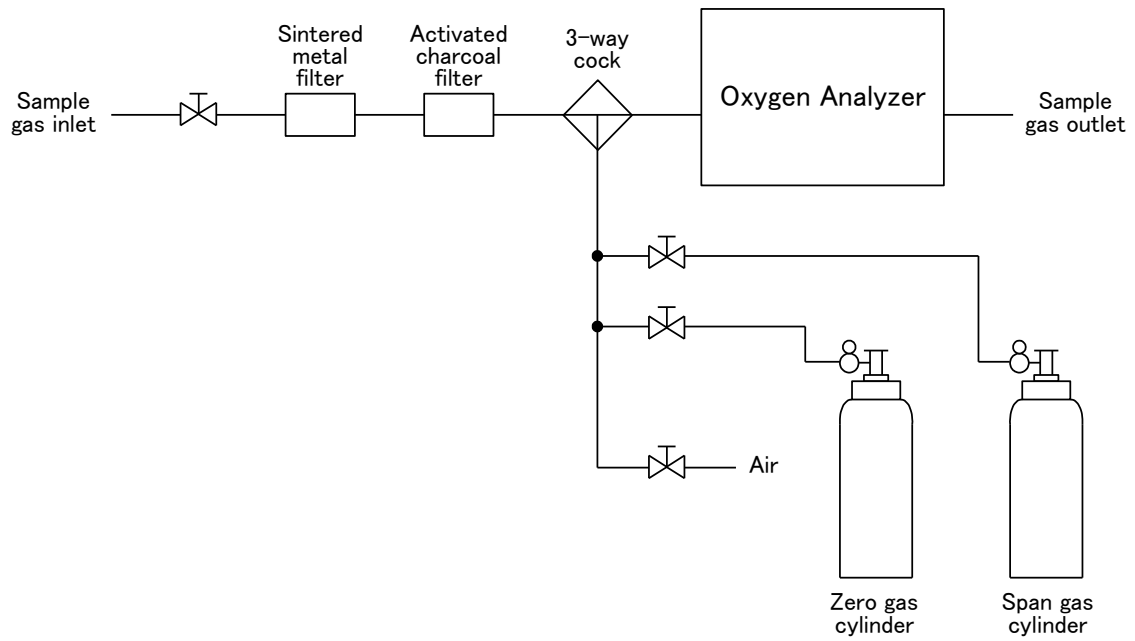 Sintered
metal
filter
Activated
charcoal
filter
3-way
cock
Sample
gas inlet
Oxygen Analyzer
Sample
gas outlet
Air
Zero gas
cylinder
Span gas
cylinder